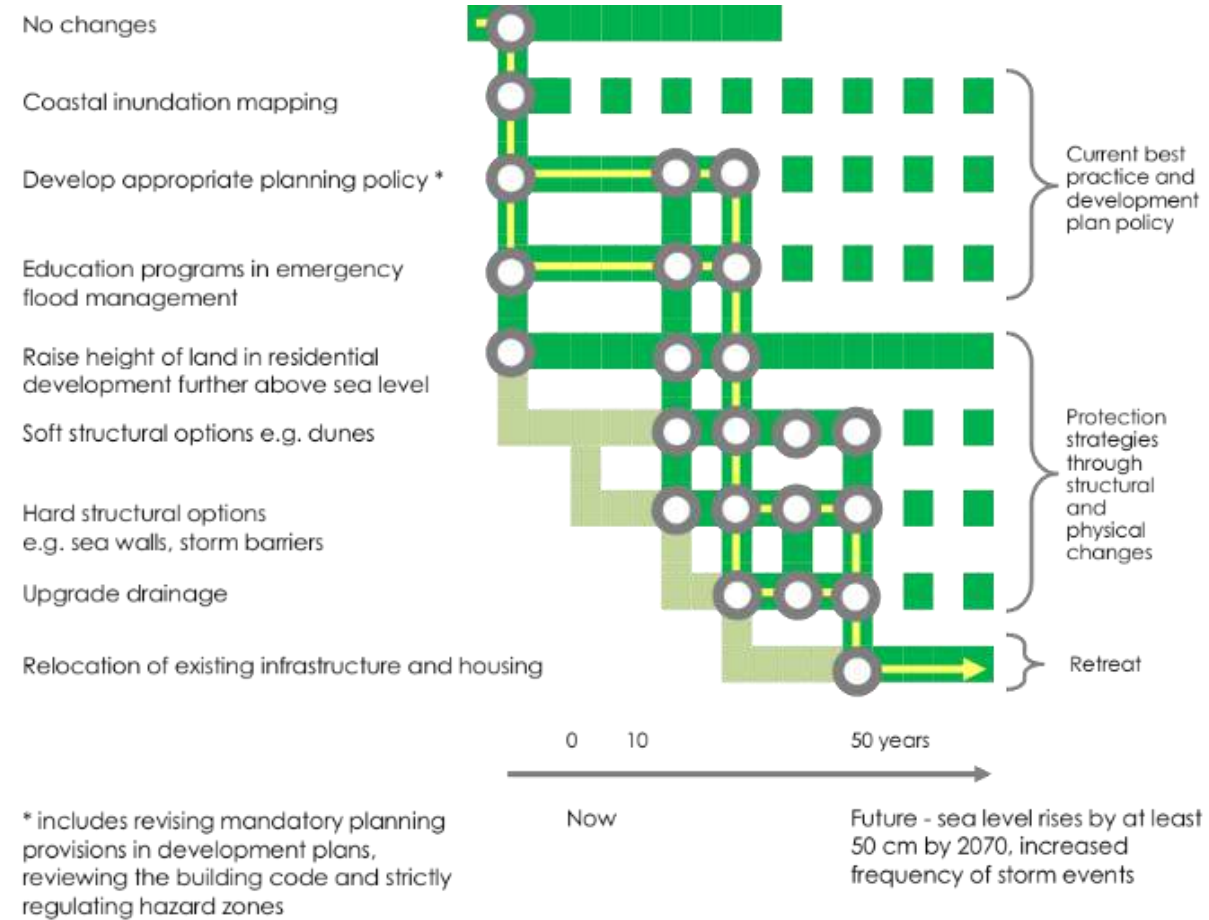 No changes
Coastal inundation mapping
Develop appropriate planning policy *
Education programs in emergency
flood management
Raise height of land in residential
development further above sea level
Soft structural options e.g. dunes
Hard structural options
e.g. sea walls, storm barriers
Upgrade drainage
Relocation of existing infrastructure and housing
Current best
practice and
development
plan policy
Protection
strategies
through
structural
and
physical
changes
Retreat
0 10 50 years
Now
Future - sea level rises by at least
50 cm by 2070, increased
frequency of storm events
* includes revising mandatory planning
provisions in development plans,
reviewing the building code and strictly
regulating hazard zones